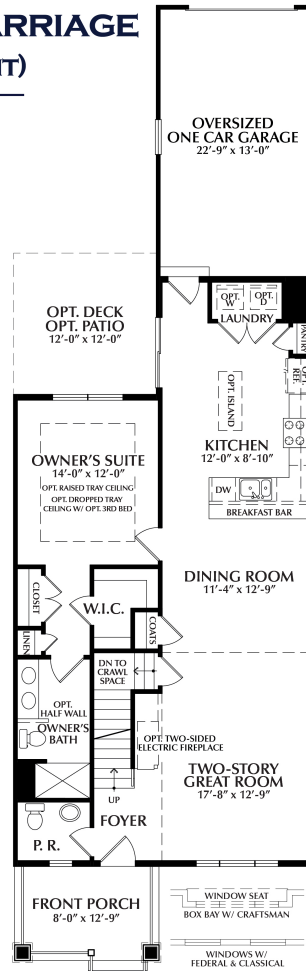 ARRIAGE
IT)
OVERSIZED
ONE CAR GARAGE
22'-9" x 13'-0"
OPT. W
OPT. D
LAUNDRY
PANTRY
OPT. DECK
OPT. PATIO
12'-0" x 12'-0"
OPT. ISLAND
REF.
KITCHEN
12'-0" x 8'-10"
DW
BREAKFAST BAR
OWNER'S SUITE
14'-0" x 12'-0"
OPT. RAISED TRAY CEILING
OPT. DROPPED TRAY
CEILING W/ OPT. 3RD BED
DINING ROOM
11'-4" x 12'-9"
CLOSET
W.I.C.
LINEN
COATS
DN TO
CRAWL
SPACE
OPT.
HALF WALL
OWNER'S
BATH
OPT. TWO-SIDED
ELECTRIC FIREPLACE
TWO-STORY
GREAT ROOM
17'-8" x 12'-9"
UP
FOYER
P. R.
FRONT PORCH
8'-0" x 12'-9"
WINDOW SEAT
BOX BAY W/ CRAFTSMAN
WINDOWS W/
FEDERAL & CLASSICAL